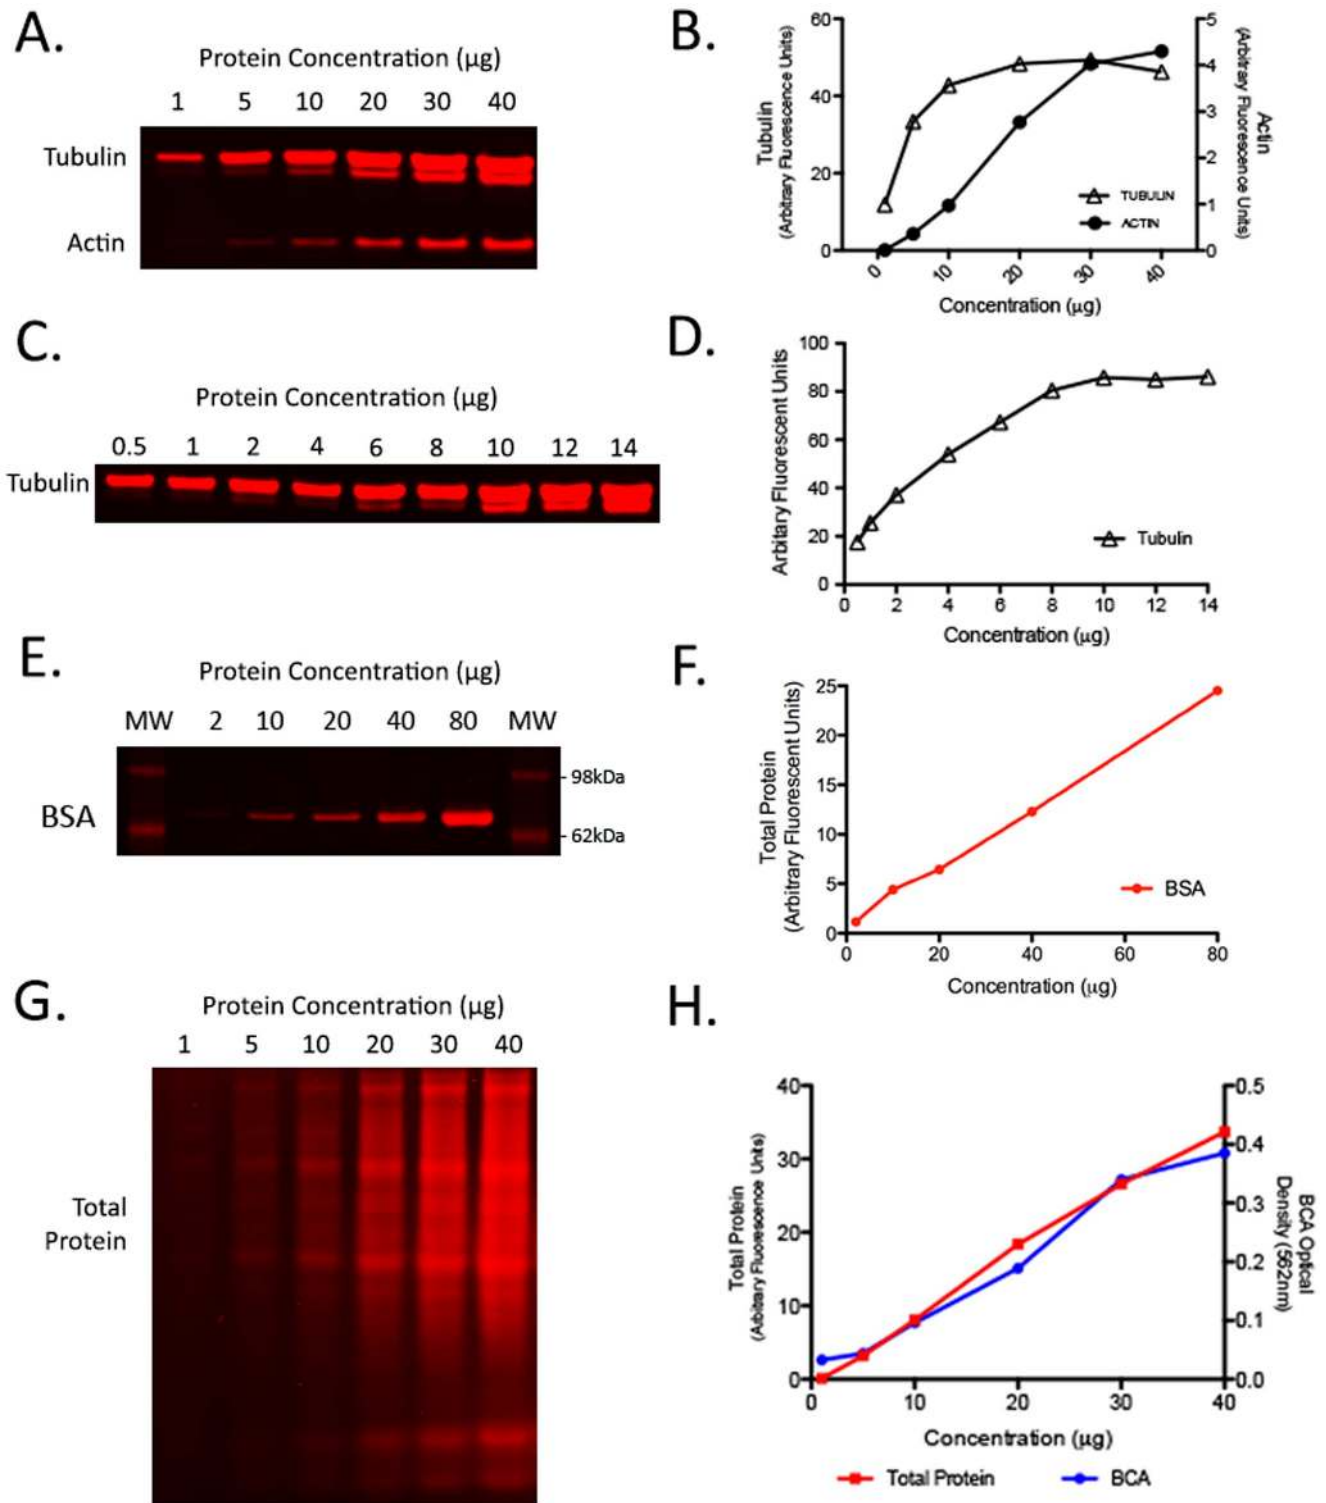 A.
Protein Concentration (µg)
1 5 10 20 30 40
Tubulin
Actin
B.
60
40
20
0
Tubulin
(Arbitrary Fluorescence Units)
5
4
3
2
1
0
Actin
(Arbitrary Fluorescence Units)
TUBULIN
ACTIN
0 10 20 30 40
Concentration (µg)
C.
Protein Concentration (µg)
0.5 1 2 4 6 8 10 12 14
Tubulin
D.
100
80
60
40
20
0
Arbitary Fluorescent Units
Tubulin
0 2 4 6 8 10 12 14
Concentration (µg)
E.
Protein Concentration (µg)
MW 2 10 20 40 80 MW
BSA
- 98kDa
- 62kDa
F.
25
20
15
10
5
0
Total Protein
(Arbitrary Fluorescent Units)
BSA
0 20 40 60 80
Concentration (µg)
G.
Protein Concentration (µg)
1 5 10 20 30 40
Total
Protein
H.
40
30
20
10
0
Total Protein
(Arbitrary Fluorescence Units)
0.5
0.4
0.3
0.2
0.1
0.0
BCA Optical
Density (562nm)
0 10 20 30 40
Concentration (µg)
Total Protein BCA